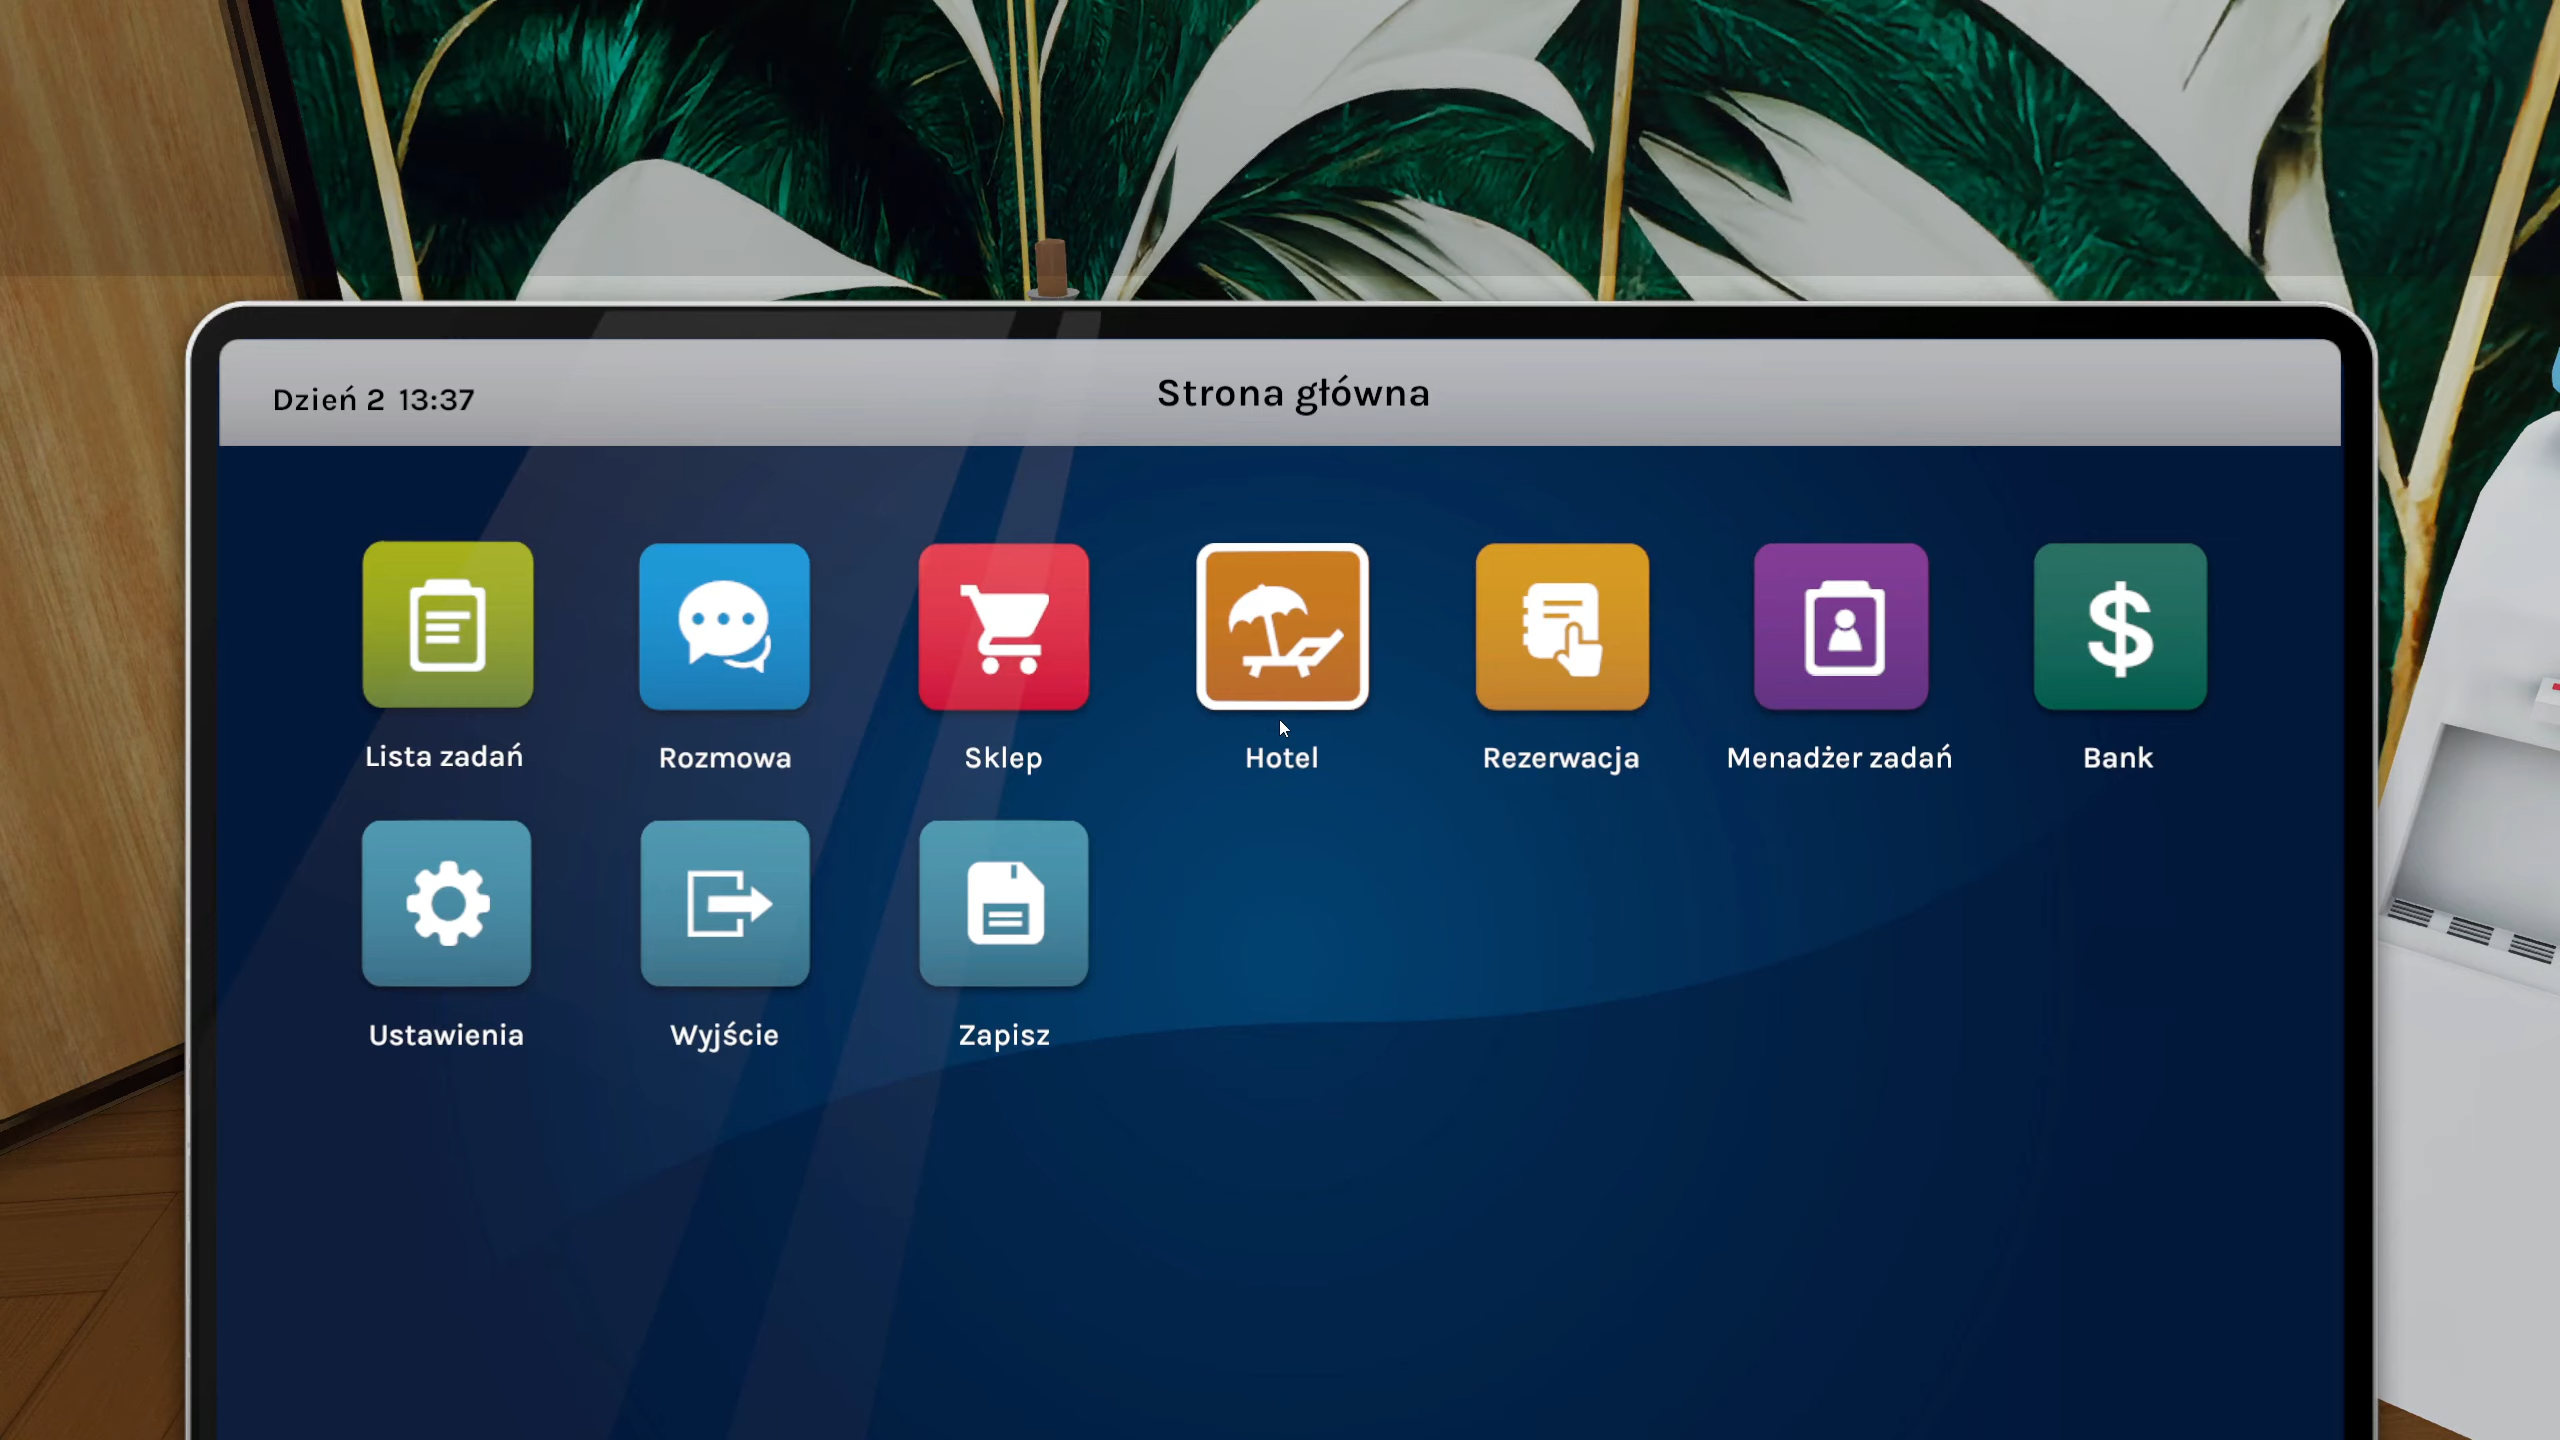 Dzień 2 13:37
Strona główna
Lista zadań
Rozmowa
Sklep
Hotel
Rezerwacja
Menadżer zadań
Bank
Ustawienia
Wyjście
Zapisz